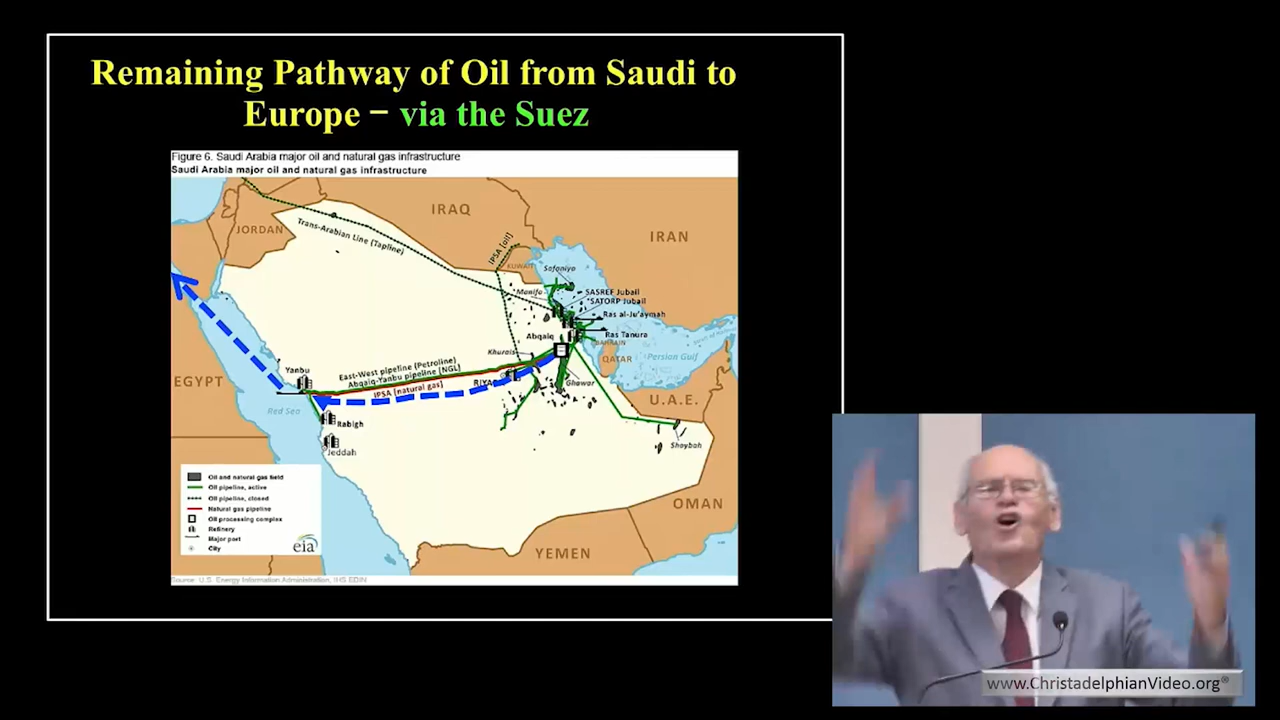 Remaining Pathway of Oil from Saudi to
Europe – via the Suez
Figure 6. Saudi Arabia major oil and natural gas infrastructure
Saudi Arabia major oil and natural gas infrastructure
IRAQ
JORDAN
IRAN
Trans-Arabian Line (Tapline)
IPSA (oil)
KUWAIT
Safaniya
Manifa
SASREF Jubail
*SATORP Jubail
Ras al-Ju'aymah
Ras Tanura
Abqaiq
BAHRAIN
Khurais
QATAR
Persian Gulf
East-West pipeline (Petroline)
Abqaiq-Yanbu pipeline (NGL)
IPSA (natural gas)
Yanbu
Ghawar
EGYPT
U.A.E.
Red Sea
Rabigh
Shaybah
Jeddah
OMAN
YEMEN
Oil and natural gas field
Oil pipeline, active
Oil pipeline, closed
Natural gas pipeline
Oil processing complex
Refinery
Major port
City
eia
Source: U.S. Energy Information Administration, IHS EDIN
www.ChristadelphianVideo.org®